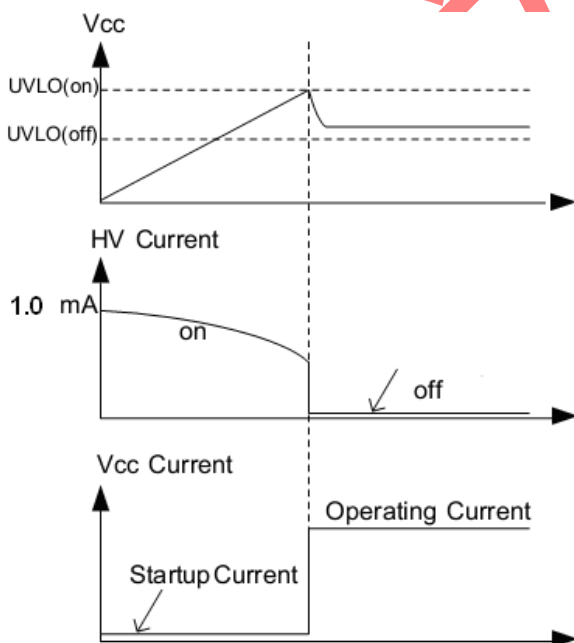 Vcc
UVLO(on)
UVLO(off)
HV Current
1.0 mA
on
off
Vcc Current
Operating Current
Startup Current